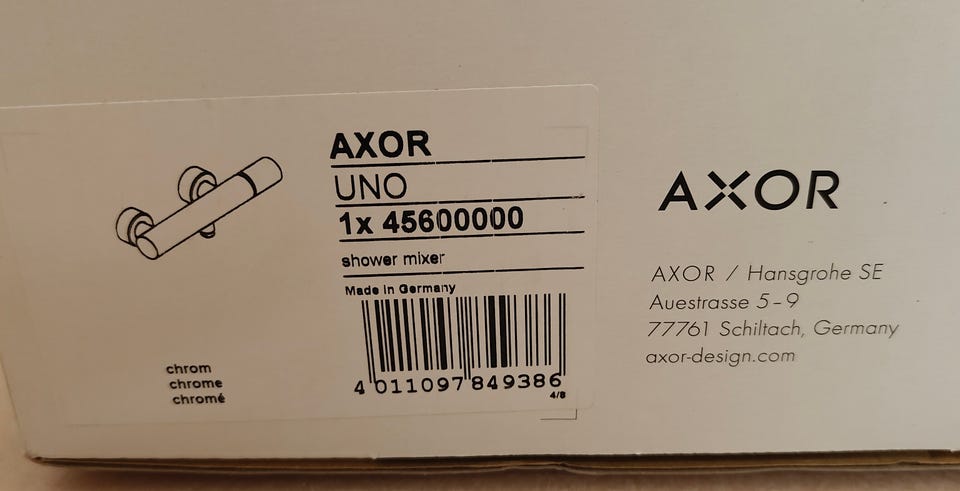 AXOR
UNO
1x 45600000
shower mixer
Made in Germany
4 011097 849386
4/8
chrom
chrome
chromé
AXOR
AXOR / Hansgrohe SE
Auestrasse 5-9
77761 Schiltach, Germany
axor-design.com